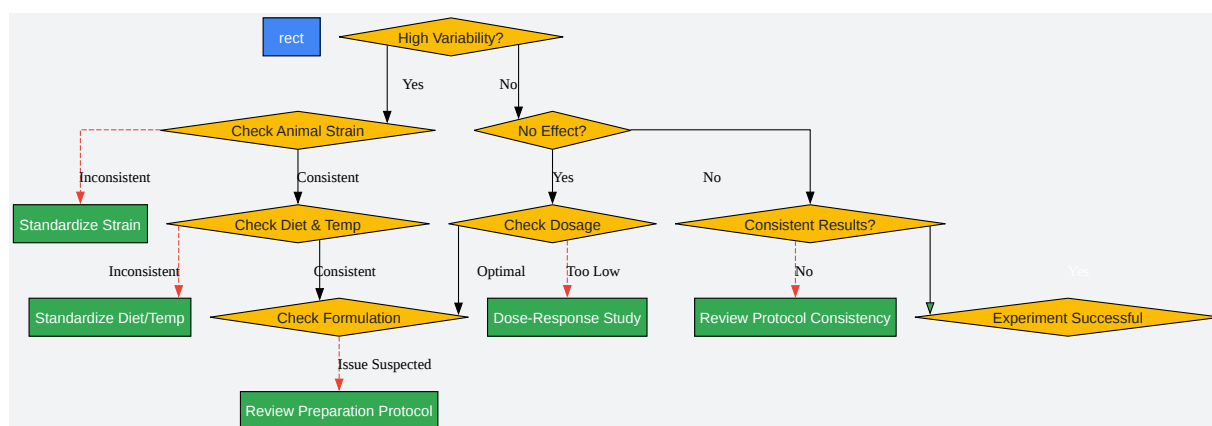 rect
High Variability?
Yes
No
Check Animal Strain
No Effect?
Inconsistent
Consistent
Yes
No
Standardize Strain
Check Diet & Temp
Check Dosage
Consistent Results?
Inconsistent
Consistent
Optimal
Too Low
No
Yes
Standardize Diet/Temp
Check Formulation
Dose-Response Study
Review Protocol Consistency
Experiment Successful
Issue Suspected
Review Preparation Protocol